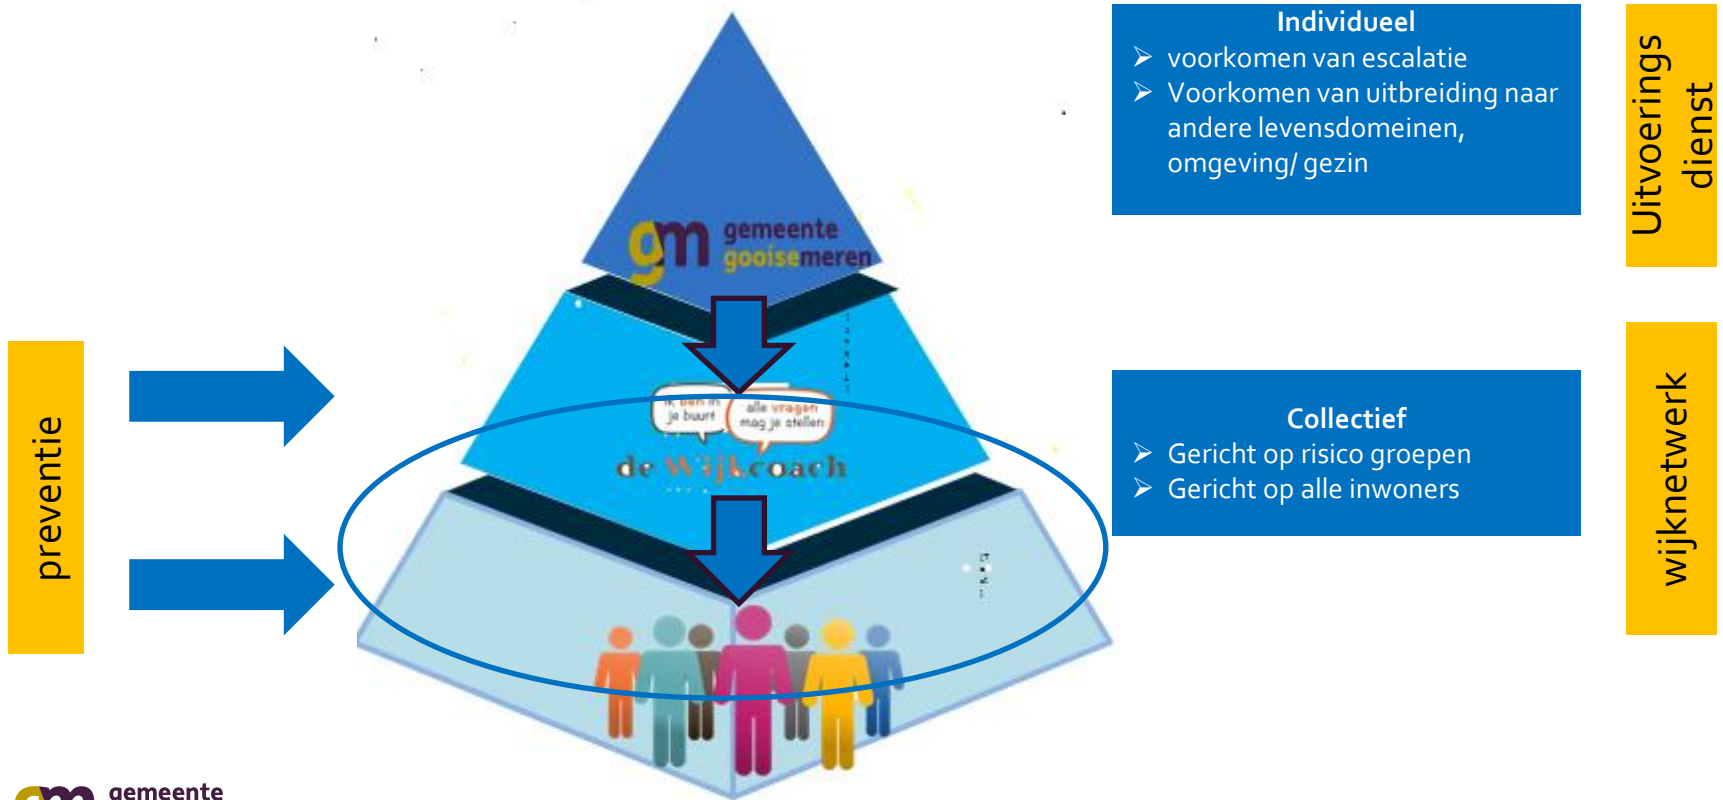 Individueel
voorkomen van escalatie
Voorkomen van uitbreiding naar
andere levensdomeinen,
omgeving/ gezin
Uitvoerings
dienst
gm gemeente
gooisemeren
preventie
ik ben in
je buurt
alle vragen
mag je stellen
de Wijkcoach
Collectief
Gericht op risico groepen
Gericht op alle inwoners
wijknetwerk
gm gemeente